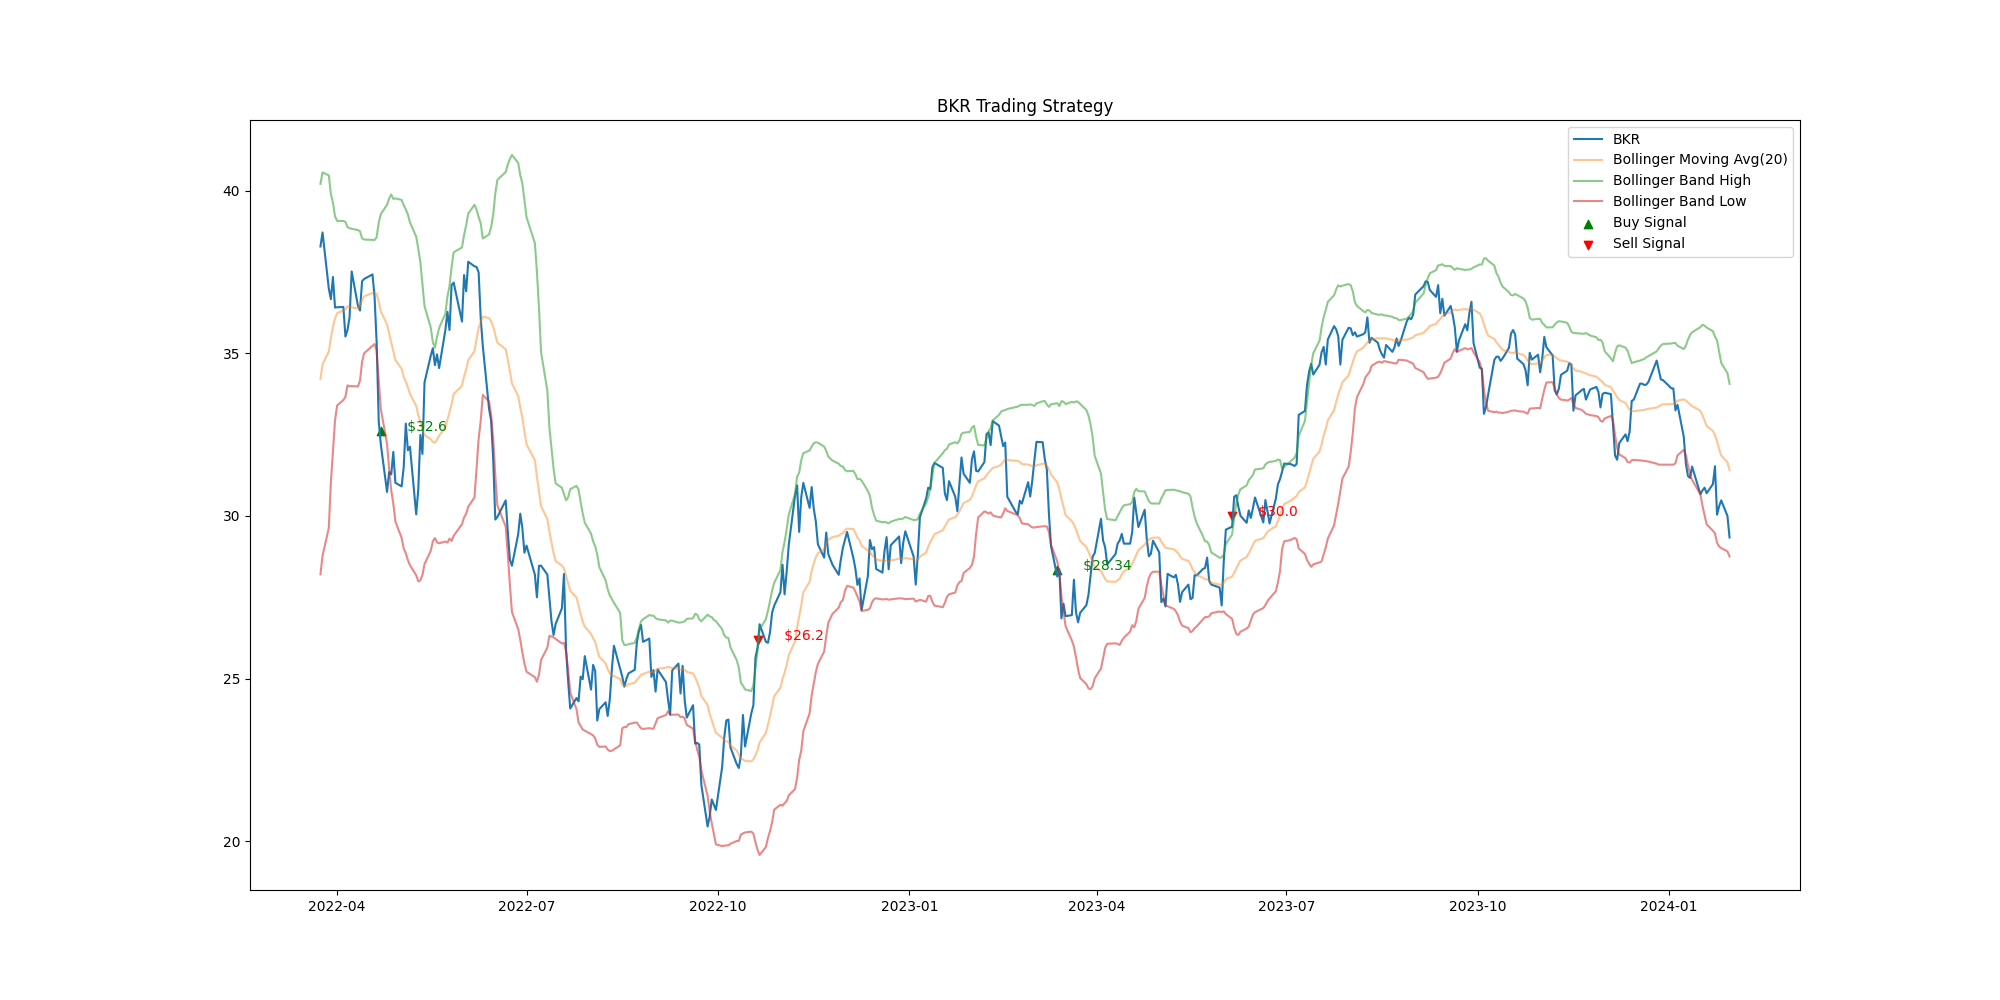 BKR Trading Strategy
BKR
Bollinger Moving Avg(20)
Bollinger Band High
Bollinger Band Low
Buy Signal
Sell Signal
40
35
30
25
20
$32.6
$26.2
$28.34
$30.0
2022-04
2022-07
2022-10
2023-01
2023-04
2023-07
2023-10
2024-01